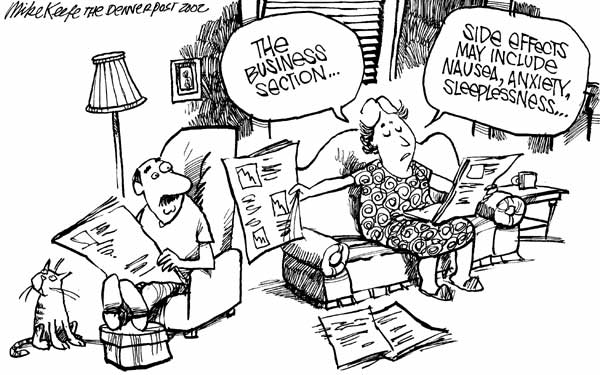 Mike Keefe THE DENVER POST 2002
THE
BUSINESS
SECTION...
SIDE EFFECTS
MAY INCLUDE
NAUSEA, ANXIETY,
SLEEPLESSNESS...